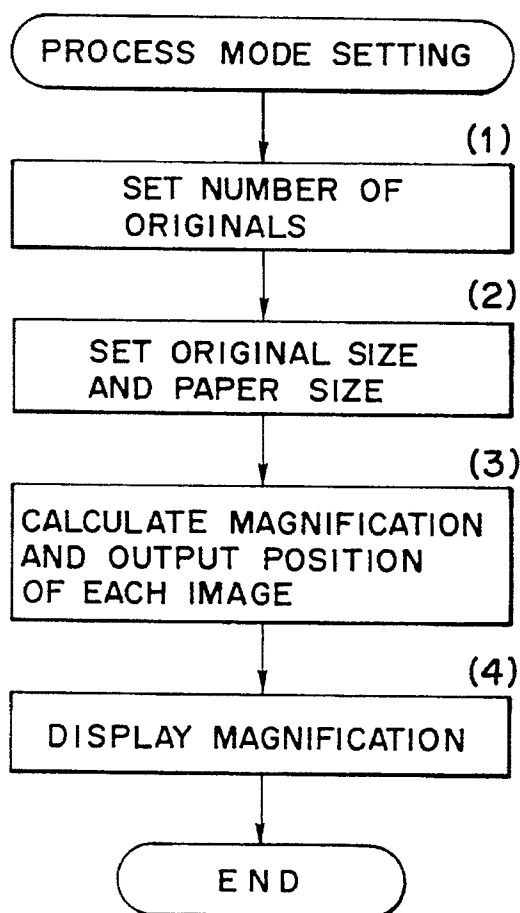 PROCESS MODE SETTING
(1)
SET NUMBER OF
ORIGINALS
(2)
SET ORIGINAL SIZE
AND PAPER SIZE
(3)
CALCULATE MAGNIFICATION
AND OUTPUT POSITION
OF EACH IMAGE
(4)
DISPLAY MAGNIFICATION
END